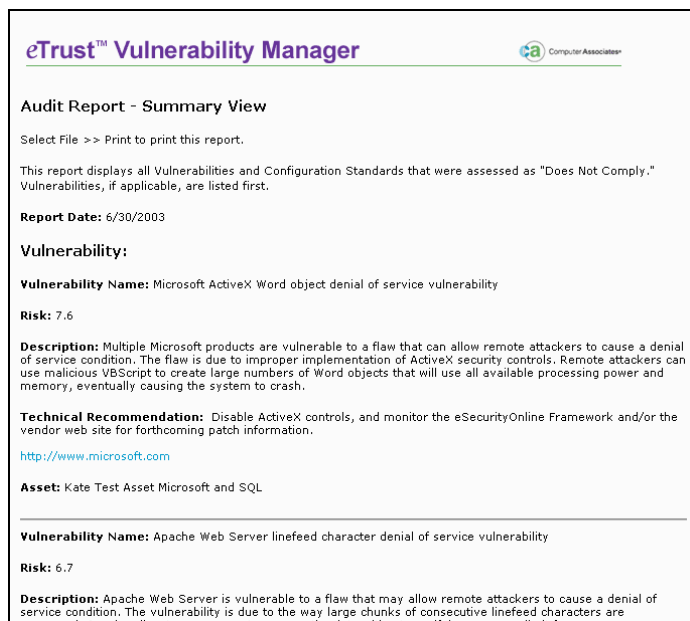 eTrust™ Vulnerability Manager
ca Computer Associates®
Audit Report - Summary View
Select File >> Print to print this report.
This report displays all Vulnerabilities and Configuration Standards that were assessed as "Does Not Comply."
Vulnerabilities, if applicable, are listed first.
Report Date: 6/30/2003
Vulnerability:
Vulnerability Name: Microsoft ActiveX Word object denial of service vulnerability
Risk: 7.6
Description: Multiple Microsoft products are vulnerable to a flaw that can allow remote attackers to cause a denial
of service condition. The flaw is due to improper implementation of ActiveX security controls. Remote attackers can
use malicious VBScript to create large numbers of Word objects that will use all available processing power and
memory, eventually causing the system to crash.
Technical Recommendation: Disable ActiveX controls, and monitor the eSecurityOnline Framework and/or the
vendor web site for forthcoming patch information.
http://www.microsoft.com
Asset: Kate Test Asset Microsoft and SQL
Vulnerability Name: Apache Web Server linefeed character denial of service vulnerability
Risk: 6.7
Description: Apache Web Server is vulnerable to a flaw that may allow remote attackers to cause a denial of
service condition. The vulnerability is due to the way large chunks of consecutive linefeed characters are